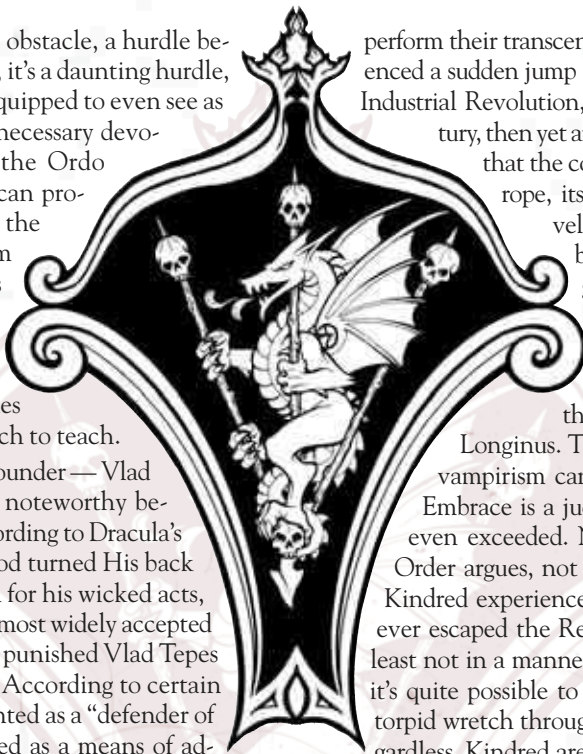 obstacle, a hurdle be-
, it's a daunting hurdle,
quipped to even see as
necessary devo-
the Ordo
can pro-
the
m
es
ch to teach.
ounder — Vlad
noteworthy be-
ording to Dracula's
od turned His back
for his wicked acts,
most widely accepted
punished Vlad Tepes
According to certain
nted as a “defender of
ed as a means of ad-
perform their transcen
enced a sudden jump
Industrial Revolution,
tury, then yet an
that the co
rope, its
vel
b
th
Longinus. T
vampirism can
Embrace is a jud
even exceeded. N
Order argues, not
Kindred experience
ever escaped the Re
least not in a manne
it's quite possible to
torpid wretch throug
gardless, Kindred are